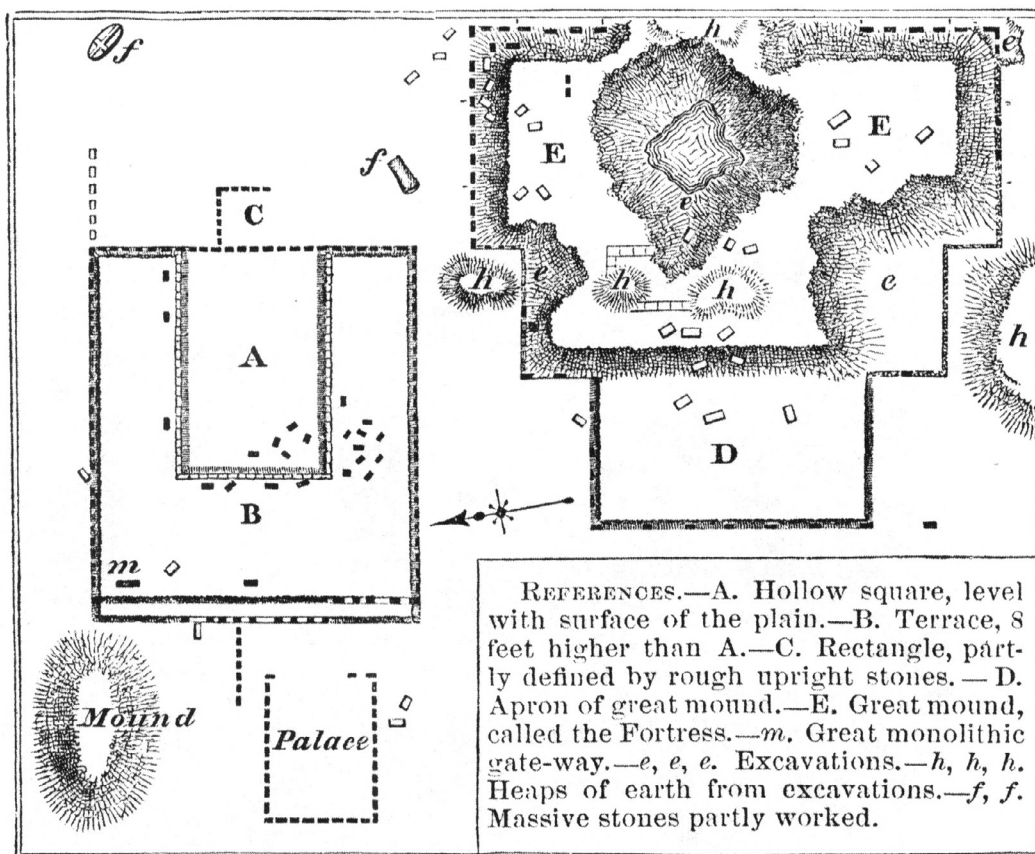 f
h
e
E
E
f
C
e
h
e
h
h
e
h
A
D
B
m
Mound
Palace
REFERENCES.—A. Hollow square, level
with surface of the plain.—B. Terrace, 8
feet higher than A.—C. Rectangle, part-
ly defined by rough upright stones.—D.
Apron of great mound.—E. Great mound,
called the Fortress.—m. Great monolithic
gate-way.—e, e, e. Excavations.—h, h, h.
Heaps of earth from excavations.—f, f.
Massive stones partly worked.